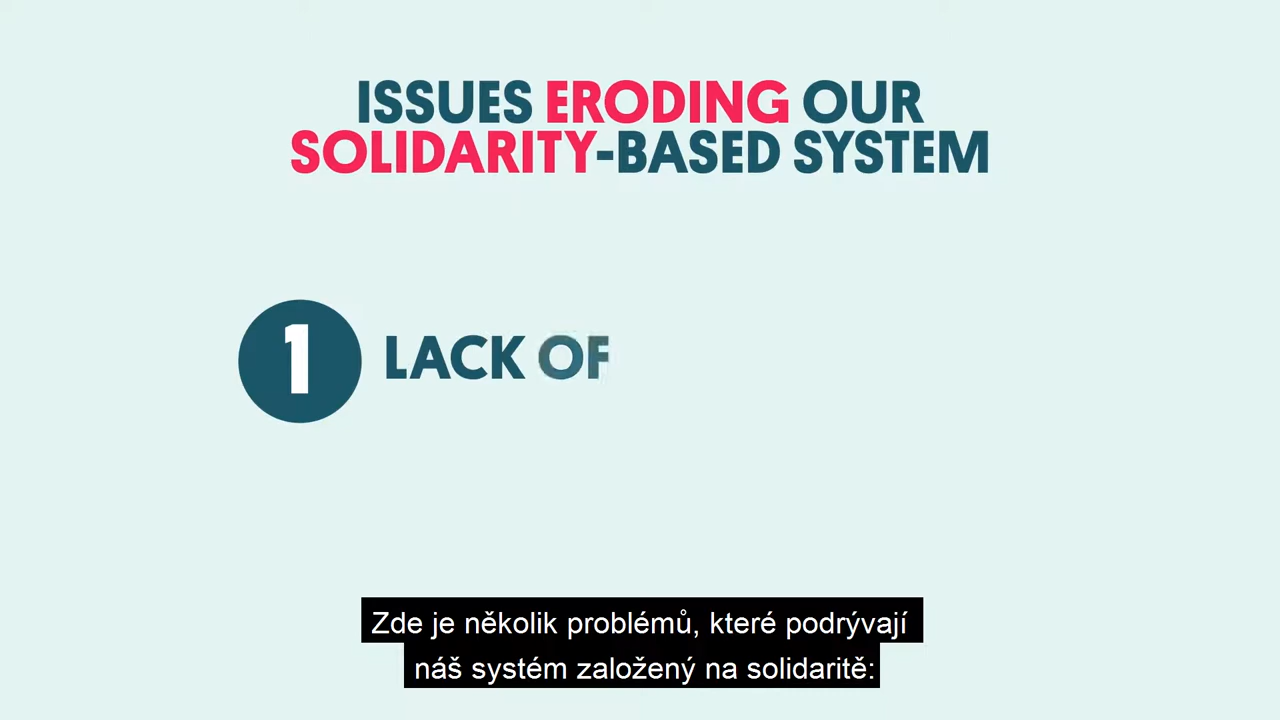 ISSUES ERODING OUR
SOLIDARITY-BASED SYSTEM
1 LACK OF
Zde je několik problémů, které podrývají
náš systém založený na solidaritě: